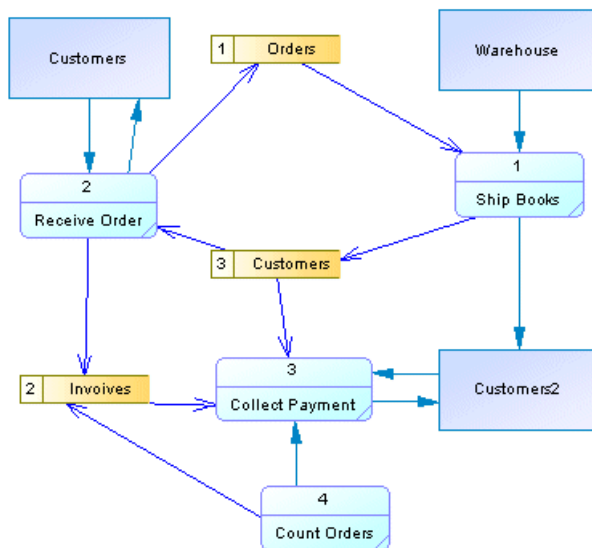 1 Orders
Customers
Warehouse
2
Receive Order
1
Ship Books
3 Customers
3
Collect Payment
Customers2
2 Invoives
4
Count Orders